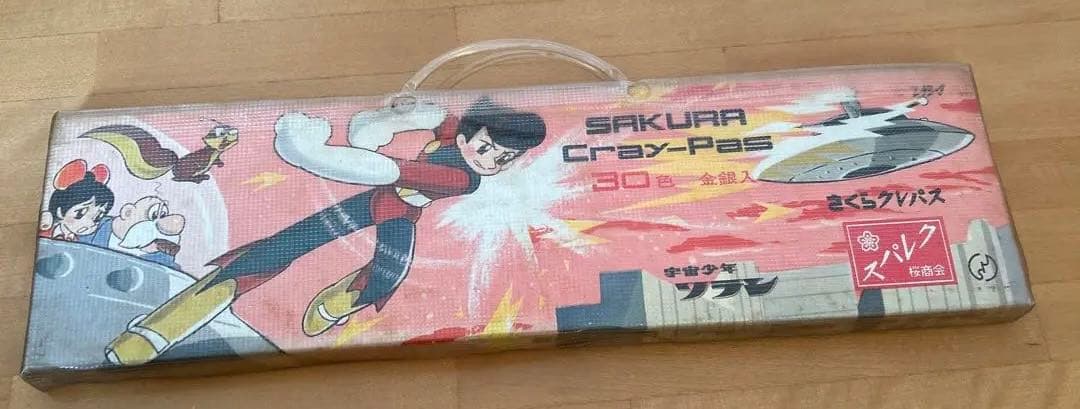 SAKURA
Cray-Pas
30色 金銀入
さくらクレパス
スパレク
桜商会
宇宙少年
ソラン